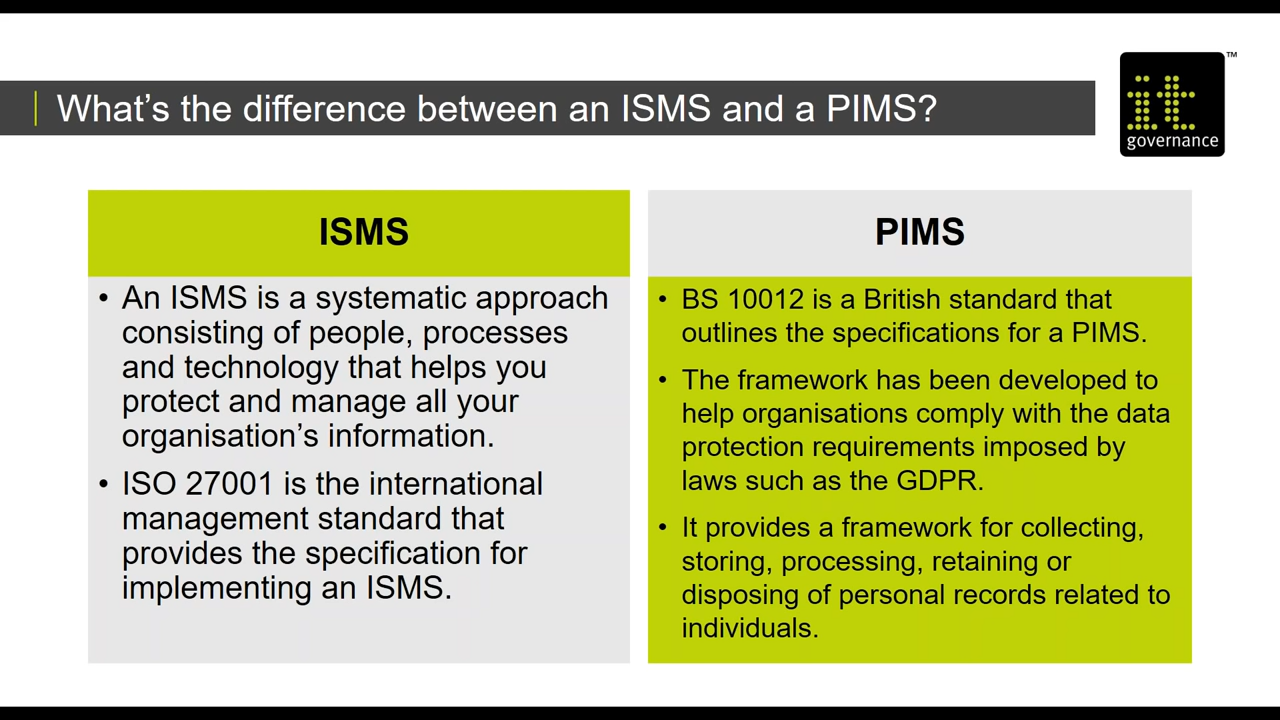 What's the difference between an ISMS and a PIMS?
TM
it
governance
ISMS
• An ISMS is a systematic approach
consisting of people, processes
and technology that helps you
protect and manage all your
organisation's information.
• ISO 27001 is the international
management standard that
provides the specification for
implementing an ISMS.
PIMS
• BS 10012 is a British standard that
outlines the specifications for a PIMS.
• The framework has been developed to
help organisations comply with the data
protection requirements imposed by
laws such as the GDPR.
• It provides a framework for collecting,
storing, processing, retaining or
disposing of personal records related to
individuals.